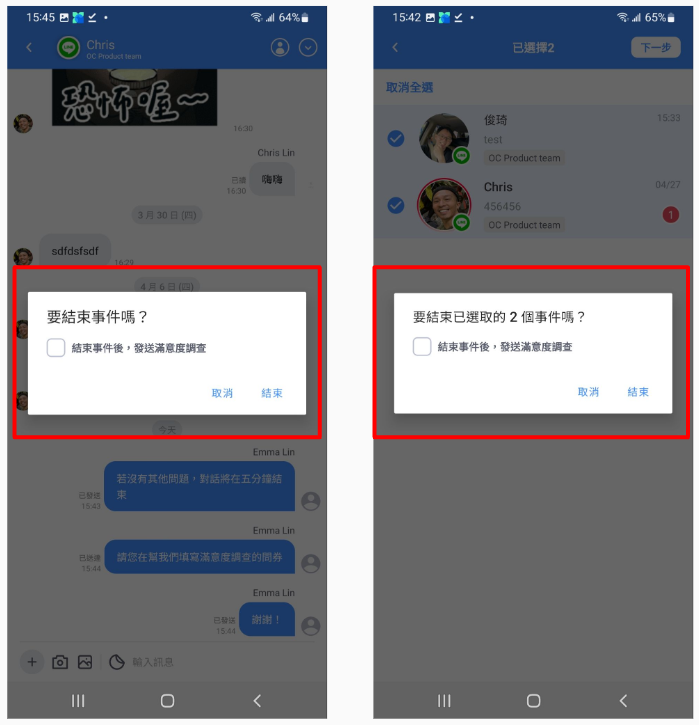 15:45
64%
Chris
OC Product team
恐怖喔～
16:30
Chris Lin
嗨嗨
已讀
16:30
3 月 30 日 (四)
sdfdsfsdf
16:29
4 月 6 日 (四)
要結束事件嗎？
結束事件後，發送滿意度調查
取消
結束
今天
Emma Lin
若沒有其他問題，對話將在五分鐘結
束
已發送
15:43
Emma Lin
請您在幫我們填寫滿意度調查的問券
已發送
15:44
Emma Lin
謝謝！
已發送
15:44
輸入訊息
15:42
65%
已選擇2
下一步
取消全選
俊琦
15:33
test
OC Product team
Chris
04/27
456456
1
OC Product team
要結束已選取的 2 個事件嗎？
結束事件後，發送滿意度調查
取消
結束